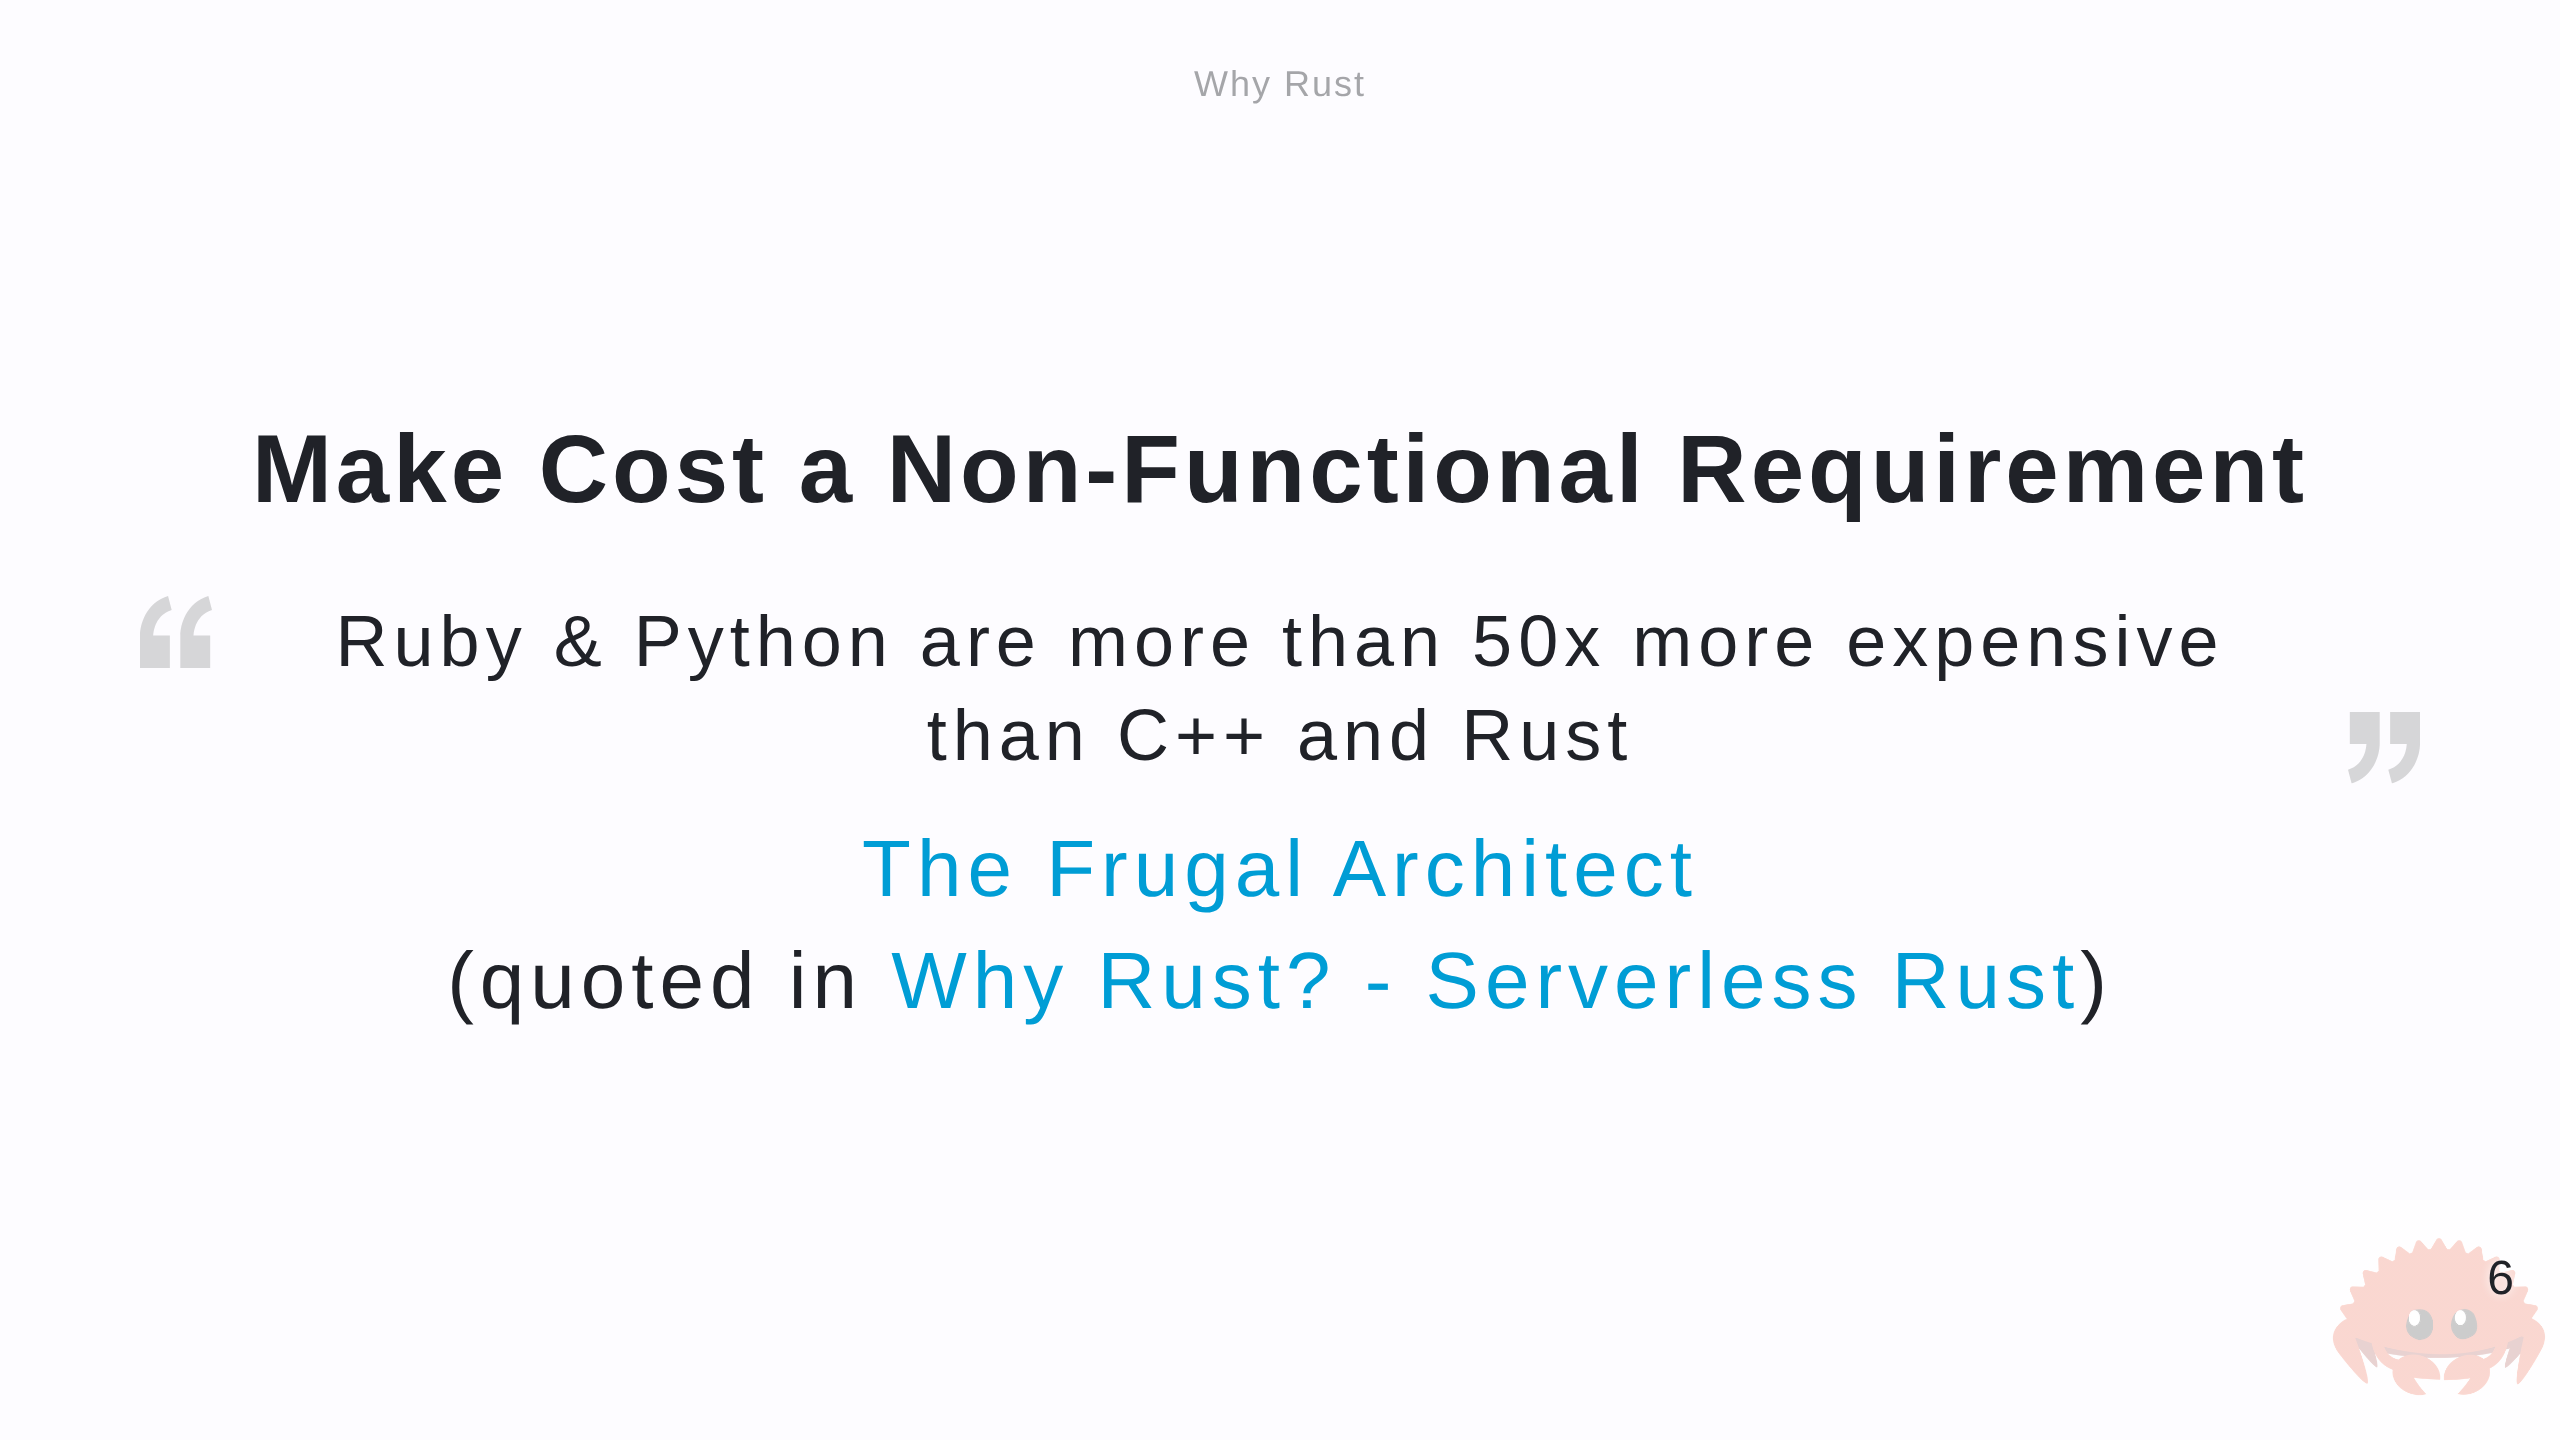 Why Rust
Make Cost a Non-Functional Requirement
“ Ruby & Python are more than 50x more expensive
than C++ and Rust ”
The Frugal Architect
(quoted in Why Rust? - Serverless Rust)
6